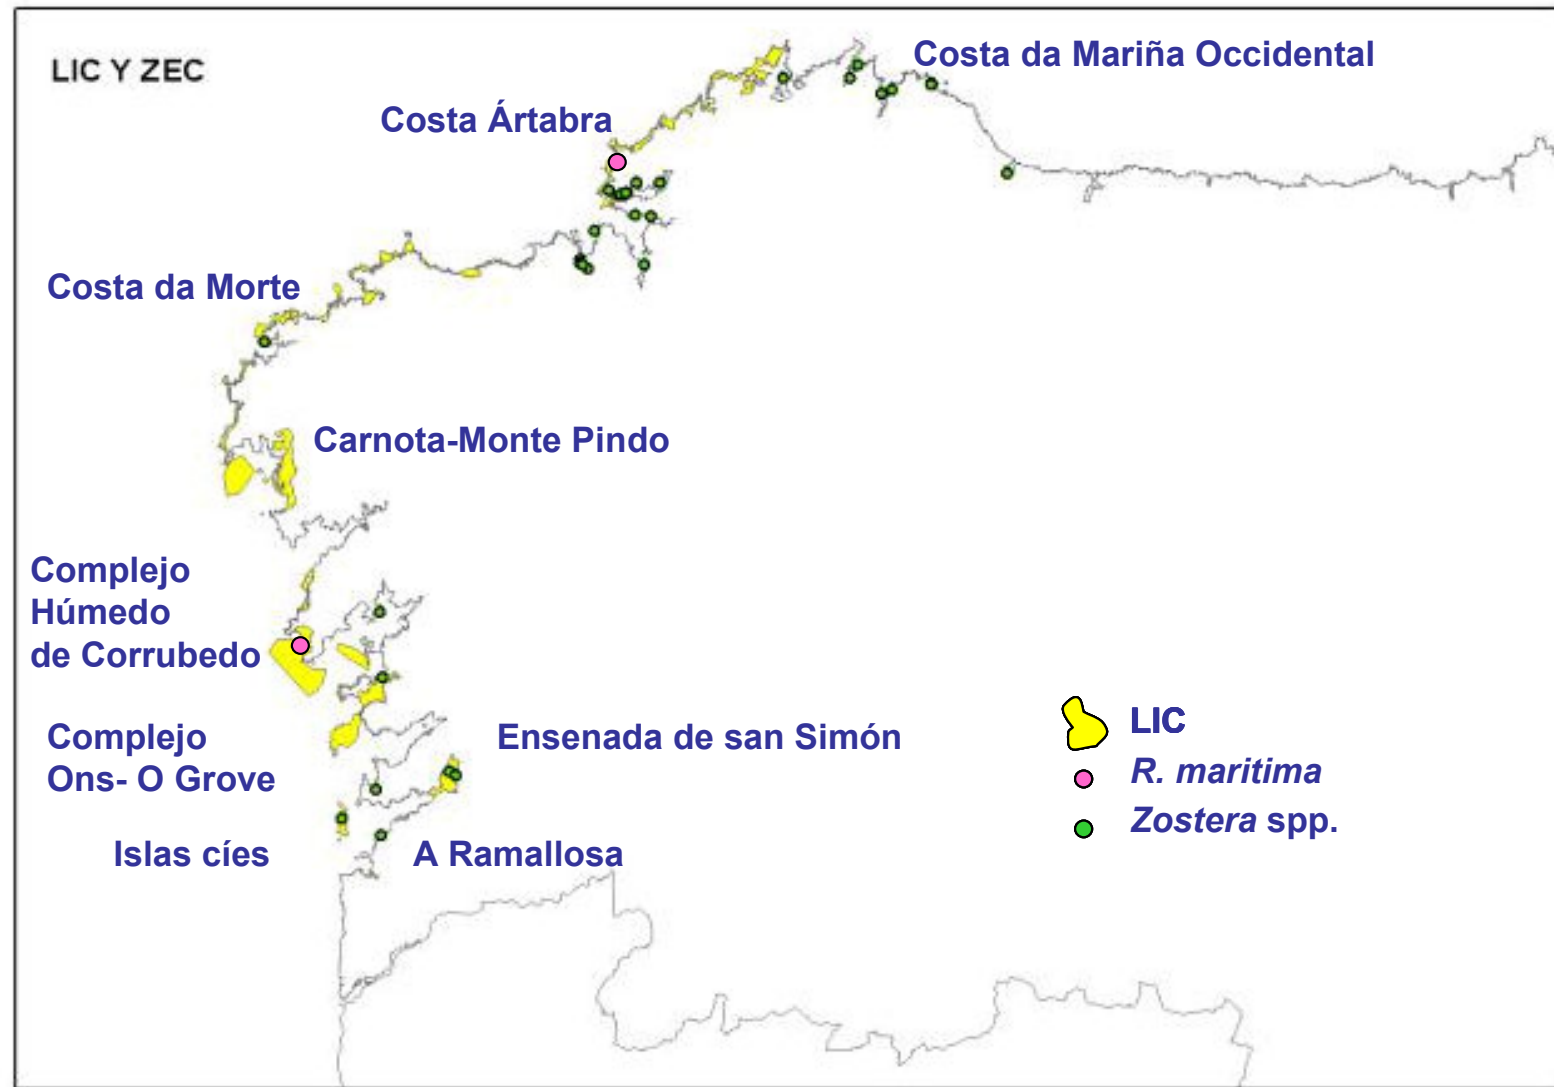 LIC Y ZEC
Costa da Mariña Occidental
Costa Ártabra
Costa da Morte
Carnota-Monte Pindo
Complejo
Húmedo
de Corrubedo
Complejo
Ons- O Grove
Ensenada de san Simón
Islas cíes
A Ramallosa
LIC
R. maritima
Zostera spp.